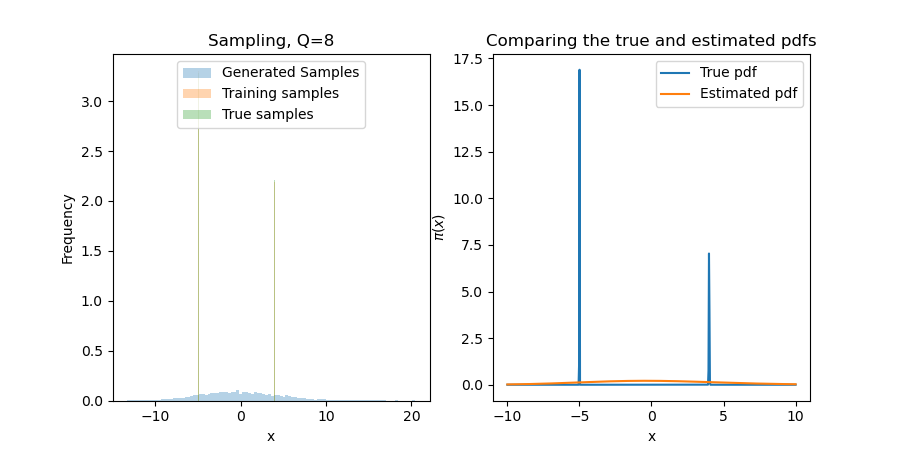 Sampling, Q=8
Generated Samples
Training samples
True samples
3.0
2.5
2.0
1.5
1.0
0.5
0.0
Frequency
−10
0
10
20
x
Comparing the true and estimated pdfs
True pdf
Estimated pdf
17.5
15.0
12.5
10.0
7.5
5.0
2.5
0.0
π(x)
−10
−5
0
5
10
x